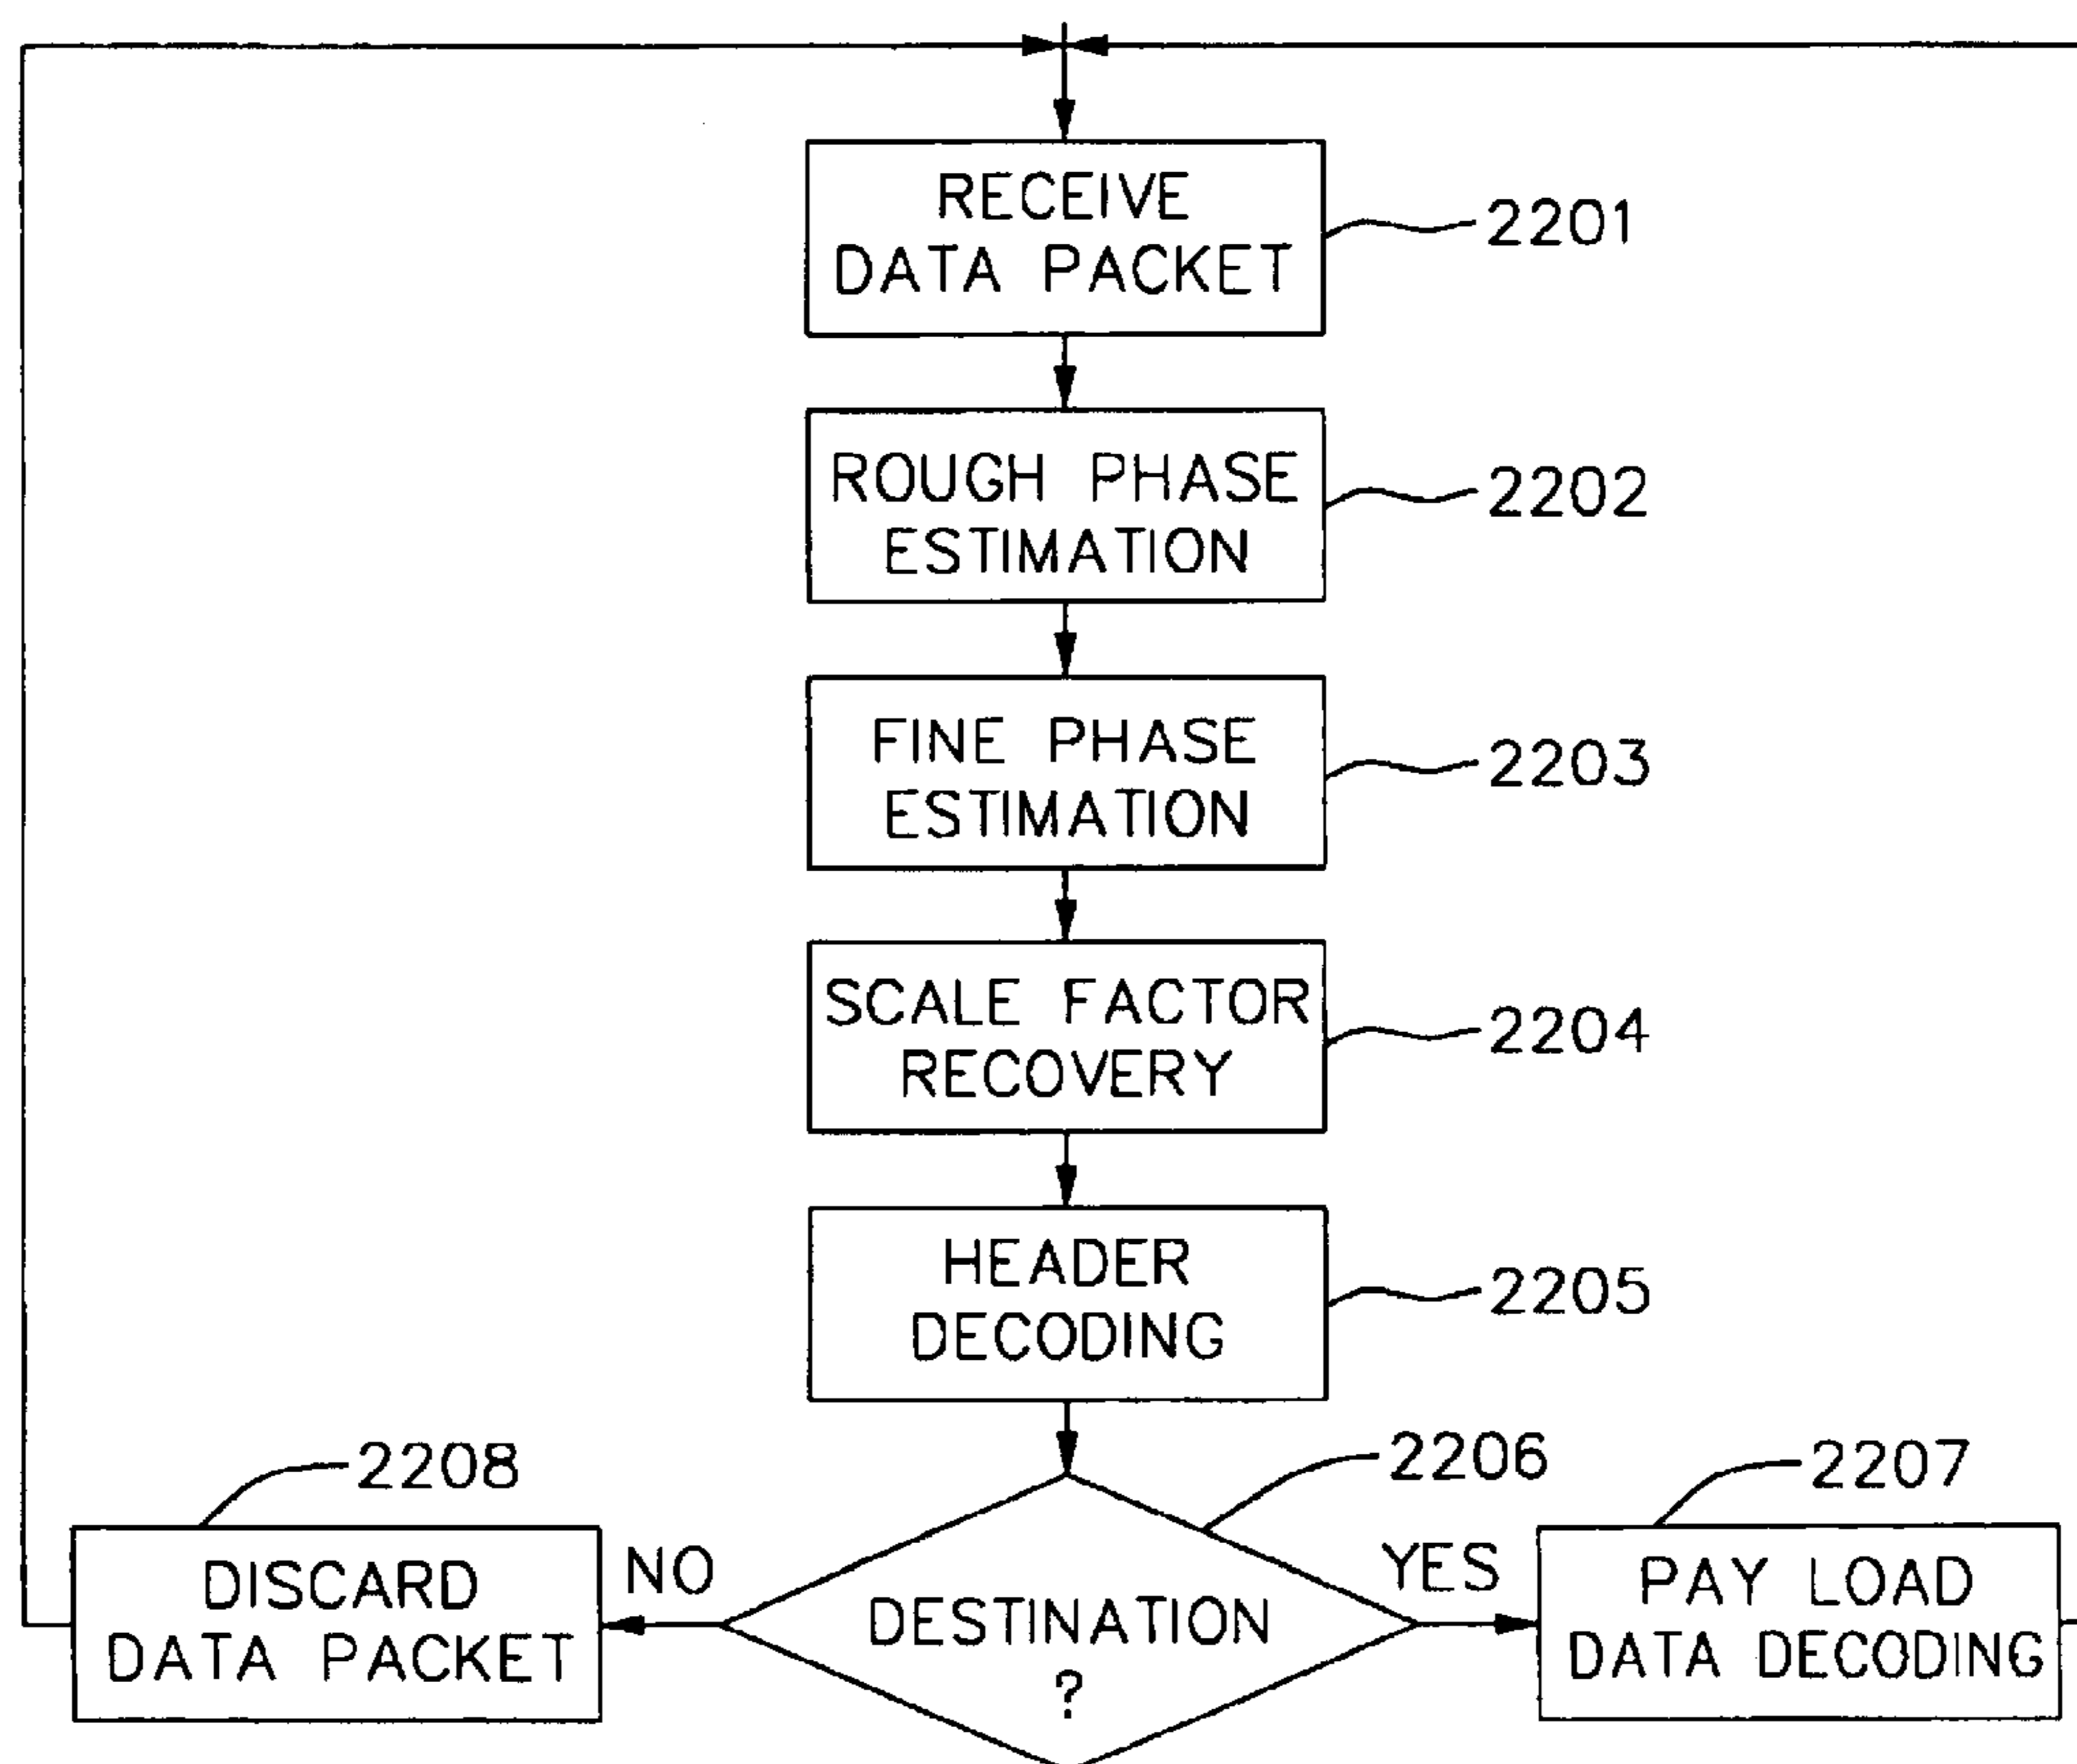 RECEIVE
DATA PACKET
2201
ROUGH PHASE
ESTIMATION
2202
FINE PHASE
ESTIMATION
2203
SCALE FACTOR
RECOVERY
2204
HEADER
DECODING
2205
2208
2206
2207
DISCARD
DATA PACKET
NO
DESTINATION
?
YES
PAY LOAD
DATA DECODING